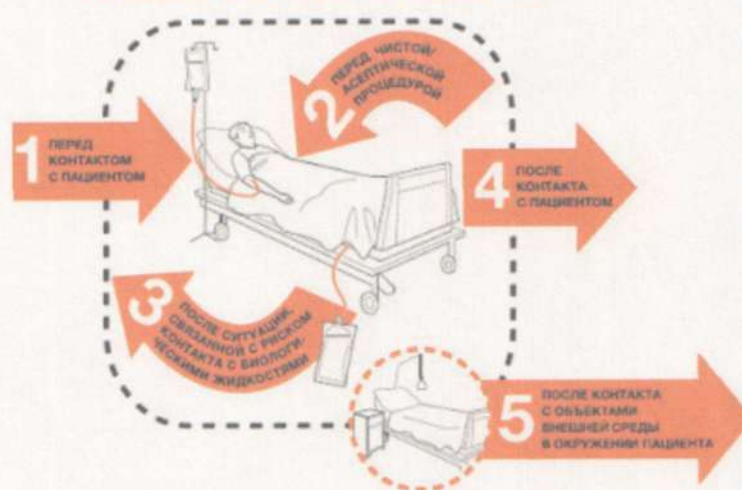 1
ПЕРЕД
КОНТАКТОМ
С ПАЦИЕНТОМ
2
ПЕРЕД ЧИСТОЙ/
АСЕПТИЧЕСКОЙ
ПРОЦЕДУРОЙ
3
ПОСЛЕ СИТУАЦИИ,
СВЯЗАННОЙ С РИСКОМ
КОНТАКТА С БИОЛОГИ-
ЧЕСКИМИ ЖИДКОСТЯМИ
4
ПОСЛЕ
КОНТАКТА
С ПАЦИЕНТОМ
5
ПОСЛЕ КОНТАКТА
С ОБЪЕКТАМИ
ВНЕШНЕЙ СРЕДЫ
В ОКРУЖЕНИИ ПАЦИЕНТА